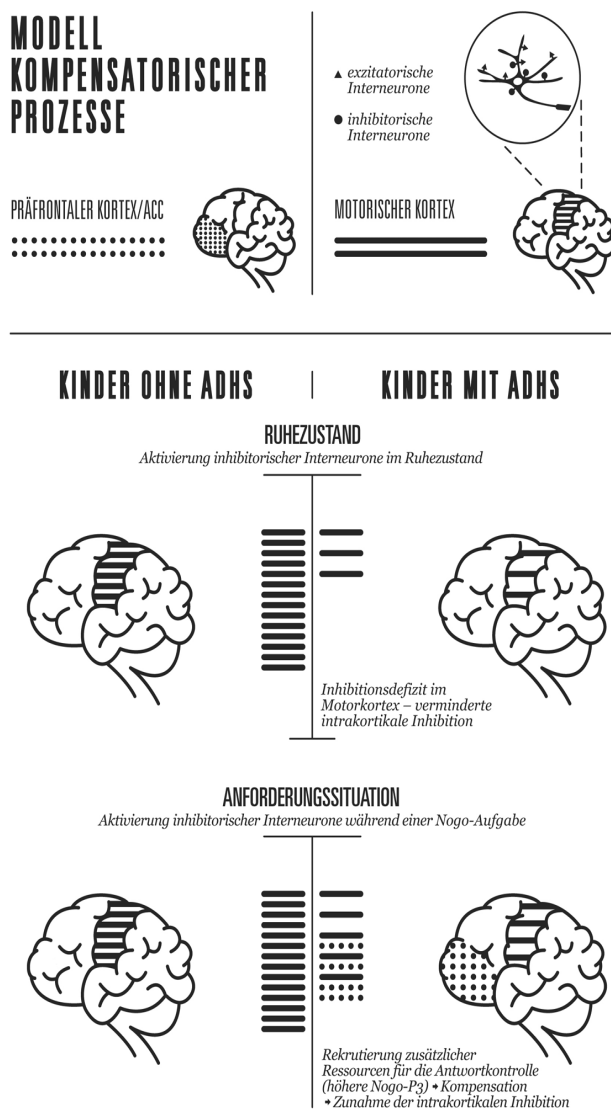 MODELL
KOMPENSATORISCHER
PROZESSE
PRÄFRONTALER KORTEX/ACC
exzitatorische
Interneurone
inhibitorische
Interneurone
MOTORISCHER KORTEX
KINDER OHNE ADHS
KINDER MIT ADHS
RUHEZUSTAND
Aktivierung inhibitorischer Interneurone im Ruhezustand
Inhibitionsdefizit im
Motorkortex – verminderte
intrakortikale Inhibition
ANFORDERUNGSSITUATION
Aktivierung inhibitorischer Interneurone während einer Nogo-Aufgabe
Rekrutierung zusätzlicher
Ressourcen für die Antwortkontrolle
(höhere Nogo-P3) → Kompensation
→ Zunahme der intrakortikalen Inhibition